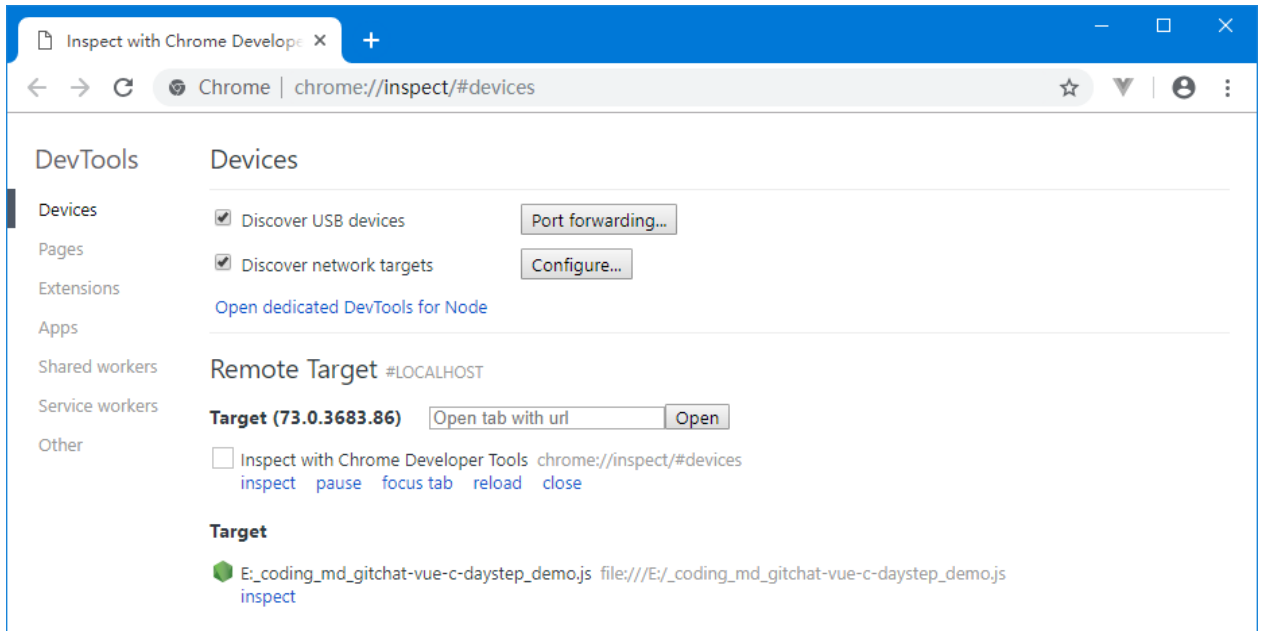 Inspect with Chrome Develope
Chrome | chrome://inspect/#devices
DevTools
Devices
Pages
Extensions
Apps
Shared workers
Service workers
Other
Devices
Discover USB devices Port forwarding...
Discover network targets Configure...
Open dedicated DevTools for Node
Remote Target #LOCALHOST
Target (73.0.3683.86) Open tab with url Open
Inspect with Chrome Developer Tools chrome://inspect/#devices
inspect pause focus tab reload close
Target
E:_coding_md_gitchat-vue-c-daystep_demo.js file:///E:/_coding_md_gitchat-vue-c-daystep_demo.js
inspect